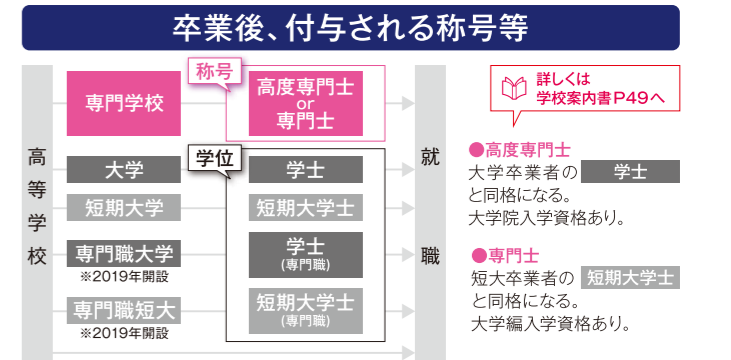 卒業後、付与される称号等
高等学校
専門学校
称号
高度専門士
or
専門士
大学
学位
学士
短期大学
短期大学士
専門職大学
※2019年開設
学士
(専門職)
専門職短大
※2019年開設
短期大学士
(専門職)
就職
詳しくは
学校案内書P49へ
●高度専門士
大学卒業者の 学士
と同格になる。
大学院入学資格あり。
●専門士
短大卒業者の 短期大学士
と同格になる。
大学編入学資格あり。